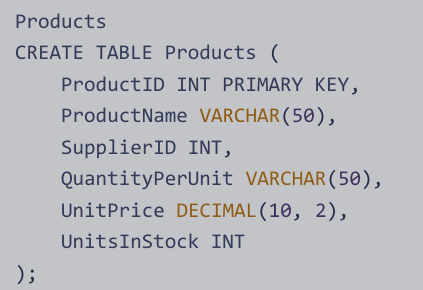 Products
CREATE TABLE Products (
    ProductID INT PRIMARY KEY,
    ProductName VARCHAR(50),
    SupplierID INT,
    QuantityPerUnit VARCHAR(50),
    UnitPrice DECIMAL(10, 2),
    UnitsInStock INT
);